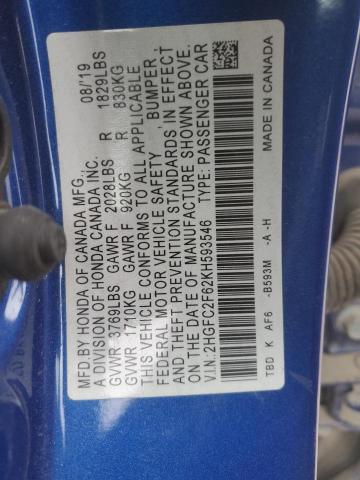 MFD BY HONDA OF CANADA MFG., 08/19
A DIVISION OF HONDA CANADA INC.
GVWR 3769LBS GAWR F 2028LBS R 1829LBS
GVWR 1710KG GAWR F 920KG R 830KG
THIS VEHICLE CONFORMS TO ALL APPLICABLE
FEDERAL MOTOR VEHICLE SAFETY, BUMPER,
AND THEFT PREVENTION STANDARDS IN EFFECT
ON THE DATE OF MANUFACTURE SHOWN ABOVE.
V.I.N.:2HGFC2F62KH593546 TYPE: PASSENGER CAR
TBD K AF6 -B593M -A -H MADE IN CANADA